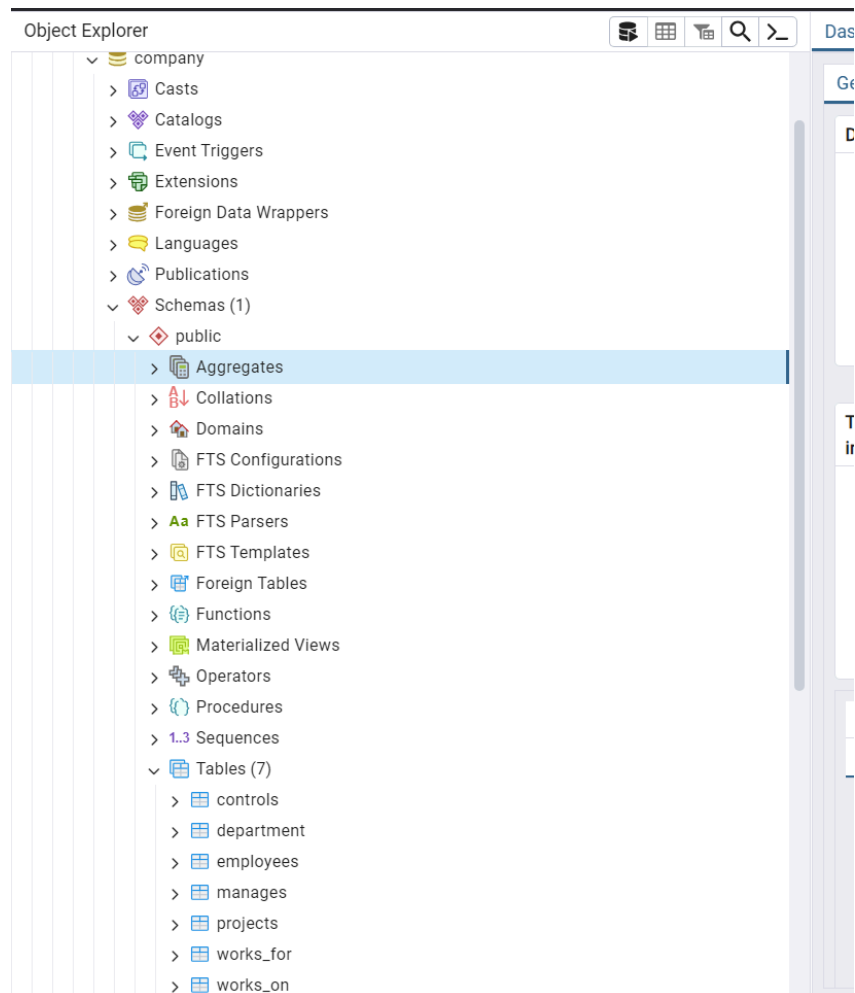 Object Explorer
Das
company
Ge
Casts
Catalogs
D
Event Triggers
Extensions
Foreign Data Wrappers
Languages
Publications
Schemas (1)
public
Aggregates
Collations
T
Domains
in
FTS Configurations
FTS Dictionaries
Aa FTS Parsers
FTS Templates
Foreign Tables
Functions
Materialized Views
Operators
Procedures
1..3 Sequences
Tables (7)
controls
department
employees
manages
projects
works_for
works_on